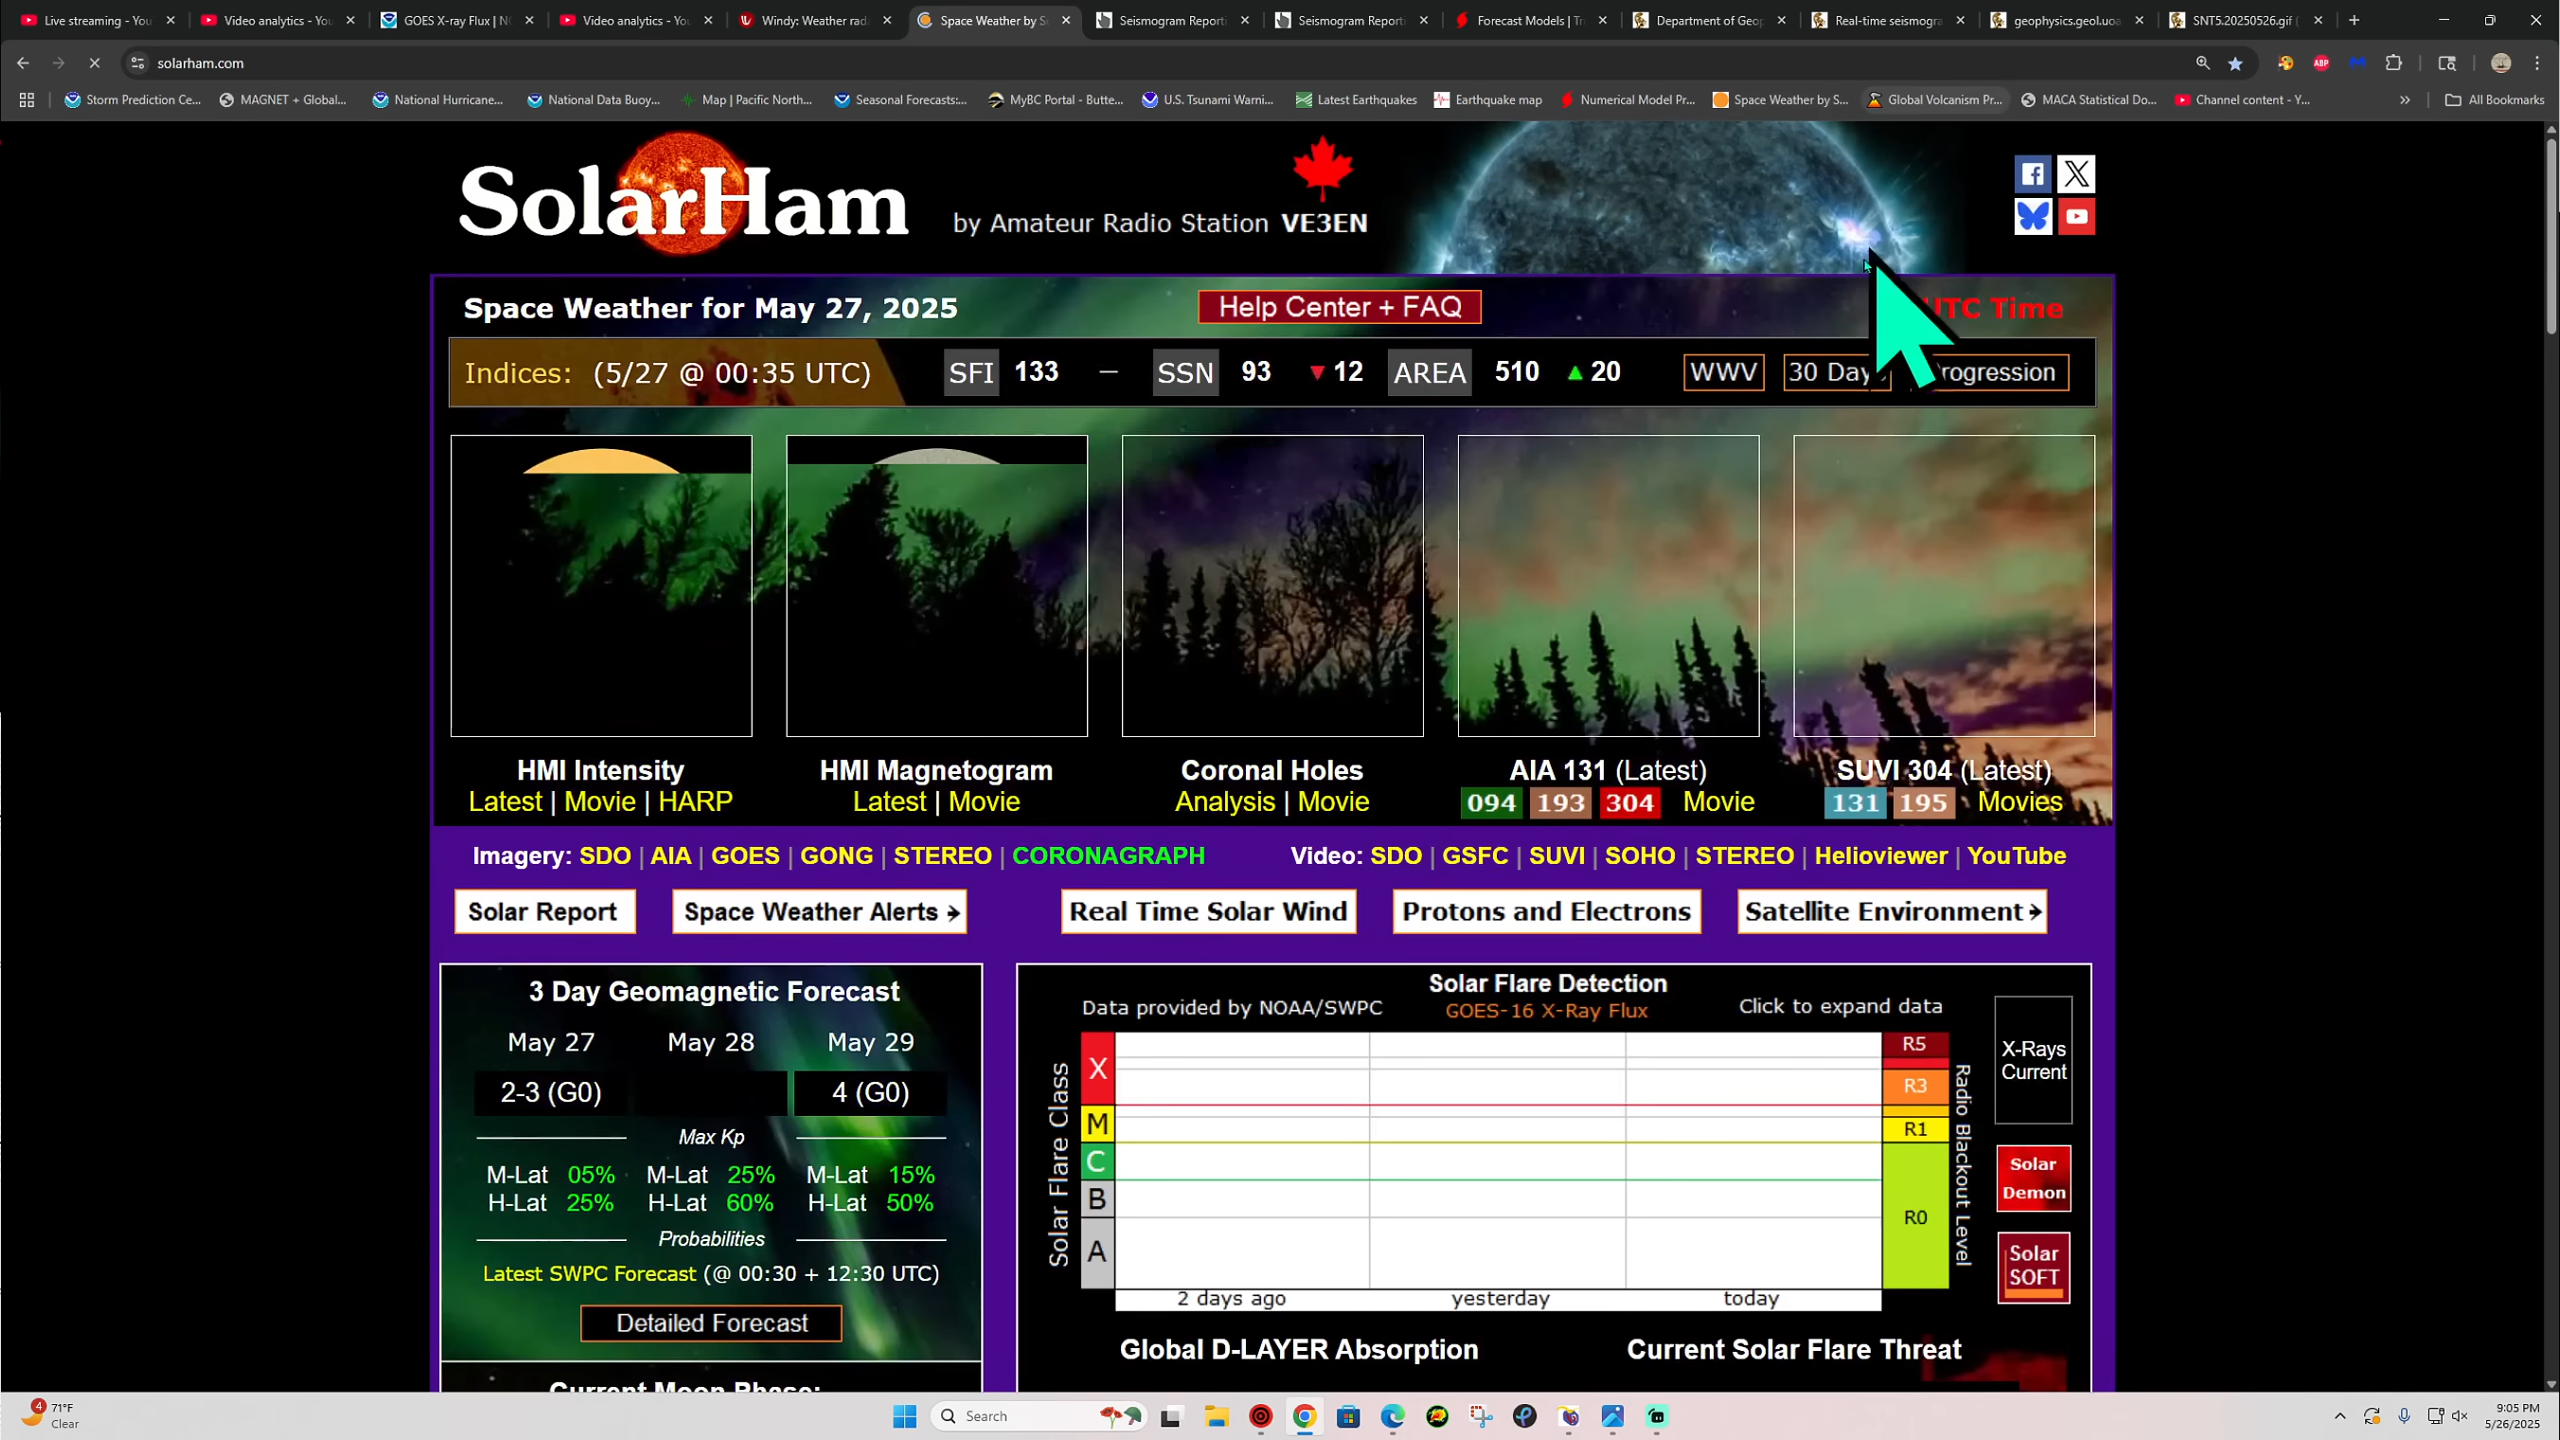 Live streaming - You
Video analytics - You
GOES X-ray Flux | N
Video analytics - You
Windy: Weather rada
Space Weather by S
Seismogram Reporti
Seismogram Reporti
Forecast Models | Tr
Department of Geop
Real-time seismogra
geophysics.geol.uoa
SNT5.20250526.gif (
solarham.com
Storm Prediction Ce...
MAGNET + Global...
National Hurricane...
National Data Buoy...
Map | Pacific North...
Seasonal Forecasts:...
MyBC Portal - Butte...
U.S. Tsunami Warni...
Latest Earthquakes
Earthquake map
Numerical Model Pr...
Space Weather by S...
Global Volcanism Pr...
MACA Statistical Do...
Channel content - Y...
All Bookmarks
SolarHam
by Amateur Radio Station VE3EN
Space Weather for May 27, 2025
Help Center + FAQ
UTC Time
Indices: (5/27 @ 00:35 UTC)
SFI 133 — SSN 93 ▼ 12 AREA 510 ▲ 20
WWV
30 Day
rogression
HMI Intensity
Latest | Movie | HARP
HMI Magnetogram
Latest | Movie
Coronal Holes
Analysis | Movie
AIA 131 (Latest)
094 193 304 Movie
SUVI 304 (Latest)
131 195 Movies
Imagery: SDO | AIA | GOES | GONG | STEREO | CORONAGRAPH
Video: SDO | GSFC | SUVI | SOHO | STEREO | Helioviewer | YouTube
Solar Report
Space Weather Alerts
Real Time Solar Wind
Protons and Electrons
Satellite Environment
3 Day Geomagnetic Forecast
May 27 May 28 May 29
2-3 (G0) 4 (G0)
Max Kp
M-Lat 05% M-Lat 25% M-Lat 15%
H-Lat 25% H-Lat 60% H-Lat 50%
Probabilities
Latest SWPC Forecast (@ 00:30 + 12:30 UTC)
Detailed Forecast
Current Moon Phase:
Solar Flare Detection
Data provided by NOAA/SWPC
GOES-16 X-Ray Flux
Click to expand data
Solar Flare Class
X
M
C
B
A
R5
R3
R1
R0
Radio Blackout Level
2 days ago yesterday today
X-Rays
Current
Solar
Demon
Solar
SOFT
Global D-LAYER Absorption
Current Solar Flare Threat
4
71°F
Clear
Search
9:05 PM
5/26/2025
ABP